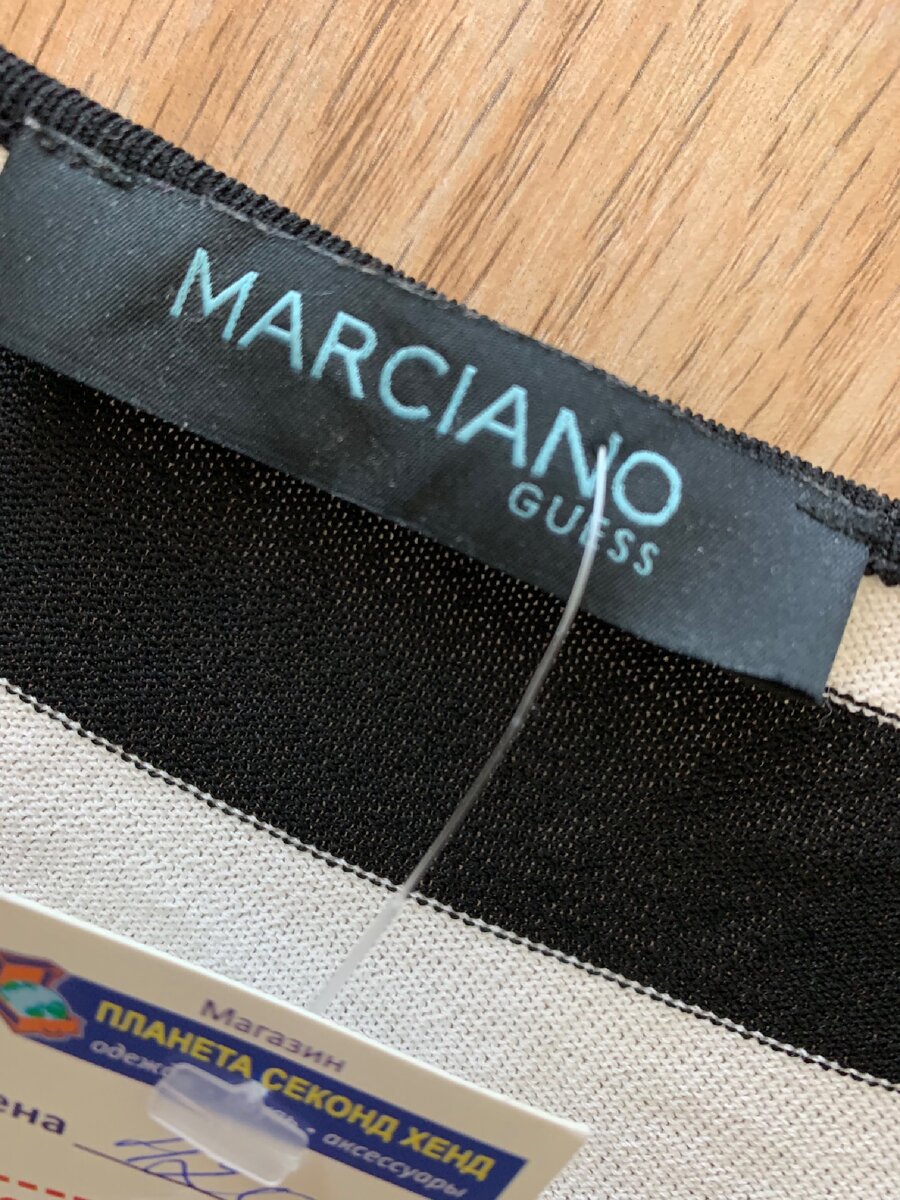 MARCIANO
GUESS
Магазин
ПЛАНЕТА СЕКОНД ХЕНД
аксессуары